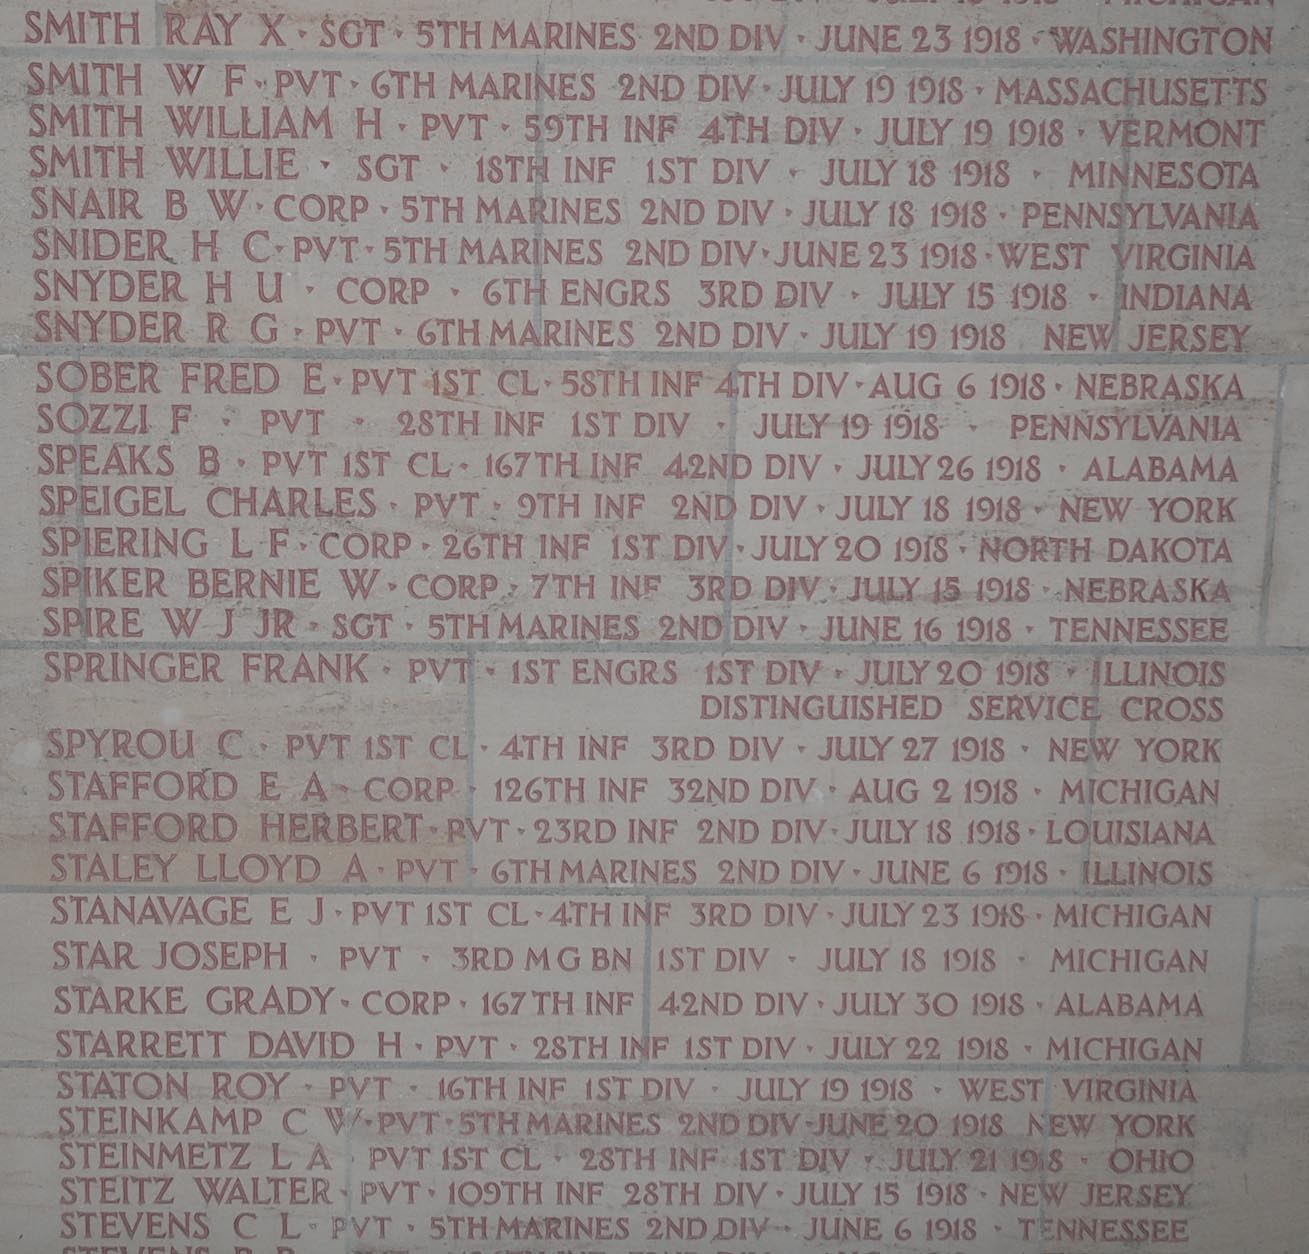 SMITH RAY X · SGT · 5TH MARINES 2ND DIV · JUNE 23 1918 · WASHINGTON
SMITH W F · PVT · 6TH MARINES 2ND DIV · JULY 19 1918 · MASSACHUSETTS
SMITH WILLIAM H · PVT · 59TH INF 4TH DIV · JULY 19 1918 · VERMONT
SMITH WILLIE · SGT · 18TH INF 1ST DIV · JULY 18 1918 · MINNESOTA
SNAIR B W · CORP · 5TH MARINES 2ND DIV · JULY 18 1918 · PENNSYLVANIA
SNIDER H C · PVT · 5TH MARINES 2ND DIV · JUNE 23 1918 · WEST VIRGINIA
SNYDER H U · CORP · 6TH ENGRS 3RD DIV · JULY 15 1918 · INDIANA
SNYDER R G · PVT · 6TH MARINES 2ND DIV · JULY 19 1918 NEW JERSEY
SOBER FRED E · PVT 1ST CL · 58TH INF 4TH DIV · AUG 6 1918 · NEBRASKA
SOZZI F · PVT · 28TH INF 1ST DIV · JULY 19 1918 · PENNSYLVANIA
SPEAKS B · PVT 1ST CL · 167TH INF 42ND DIV · JULY 26 1918 · ALABAMA
SPEIGEL CHARLES · PVT · 9TH INF 2ND DIV · JULY 18 1918 · NEW YORK
SPIERING L F · CORP · 26TH INF 1ST DIV · JULY 20 1918 · NORTH DAKOTA
SPIKER BERNIE W · CORP · 7TH INF 3RD DIV · JULY 15 1918 · NEBRASKA
SPIRE W J JR · SGT · 5TH MARINES 2ND DIV · JUNE 16 1918 · TENNESSEE
SPRINGER FRANK · PVT · 1ST ENGRS 1ST DIV · JULY 20 1918 · ILLINOIS
DISTINGUISHED SERVICE CROSS
SPYROU C · PVT 1ST CL · 4TH INF 3RD DIV · JULY 27 1918 · NEW YORK
STAFFORD E A · CORP · 126TH INF 32ND DIV · AUG 2 1918 · MICHIGAN
STAFFORD HERBERT · PVT · 23RD INF 2ND DIV · JULY 18 1918 · LOUISIANA
STALEY LLOYD A · PVT · 6TH MARINES 2ND DIV · JUNE 6 1918 · ILLINOIS
STANAVAGE E J · PVT 1ST CL · 4TH INF 3RD DIV · JULY 23 1918 · MICHIGAN
STAR JOSEPH · PVT · 3RD MG BN 1ST DIV · JULY 18 1918 · MICHIGAN
STARKE GRADY · CORP · 167TH INF 42ND DIV · JULY 30 1918 · ALABAMA
STARRETT DAVID H · PVT · 28TH INF 1ST DIV · JULY 22 1918 · MICHIGAN
STATON ROY · PVT · 16TH INF 1ST DIV · JULY 19 1918 · WEST VIRGINIA
STEINKAMP C W · PVT · 5TH MARINES 2ND DIV · JUNE 20 1918 NEW YORK
STEINMETZ L A · PVT 1ST CL · 28TH INF 1ST DIV · JULY 21 1918 · OHIO
STEITZ WALTER · PVT · 109TH INF 28TH DIV · JULY 15 1918 · NEW JERSEY
STEVENS C L · PVT · 5TH MARINES 2ND DIV · JUNE 6 1918 · TENNESSEE